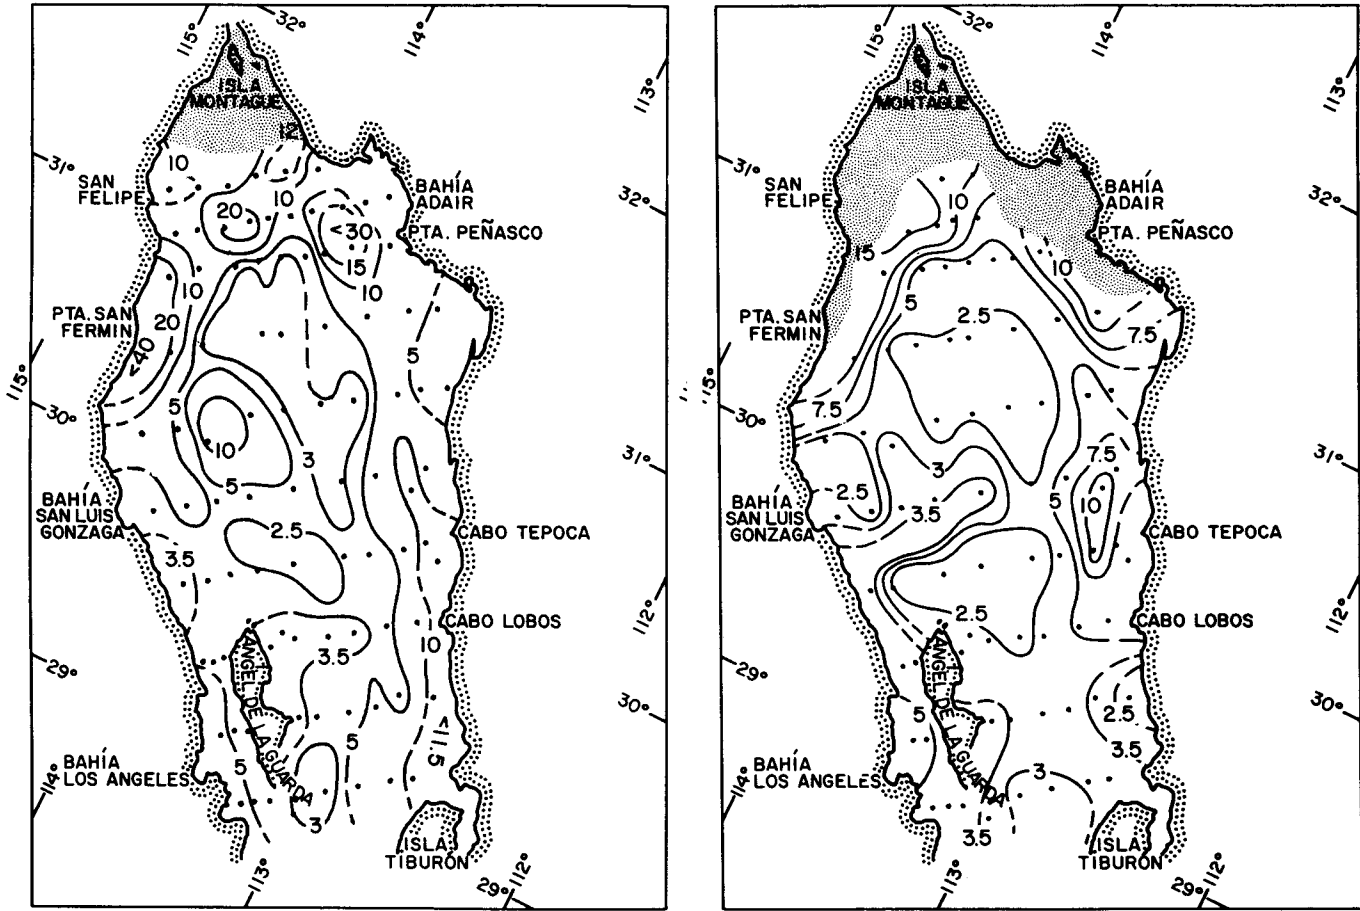 115°
32°
114°
113°
ISLA
MONTAGUE
12
10
31°
SAN
FELIPE
BAHÍA
ADAIR
10
20
32°
<30
PTA. PEÑASCO
15
10
10
PTA. SAN
FERMIN
20
<40
5
115°
30°
5
10
3
31°
5
BAHÍA
SAN LUIS
GONZAGA
2.5
CABO TEPOCA
3.5
112°
CABO LOBOS
10
3.5
29°
ANGEL DE LA GUARDA
30°
<11.5
5
5
BAHÍA
LOS ANGELES
114°
3
ISLA
TIBURÓN
113°
29°
112°
115°
32°
114°
113°
ISLA
MONTAGUE
31°
SAN
FELIPE
BAHÍA
ADAIR
10
32°
PTA. PEÑASCO
15
10
5
PTA. SAN
FERMIN
2.5
7.5
115°
30°
7.5
7.5
31°
3
2.5
5
10
BAHÍA
SAN LUIS
GONZAGA
3.5
CABO TEPOCA
2.5
112°
CABO LOBOS
29°
ANGEL DE LA GUARDA
30°
5
2.5
3.5
BAHÍA
LOS ANGELES
3
114°
3.5
ISLA
TIBURÓN
113°
29°
112°